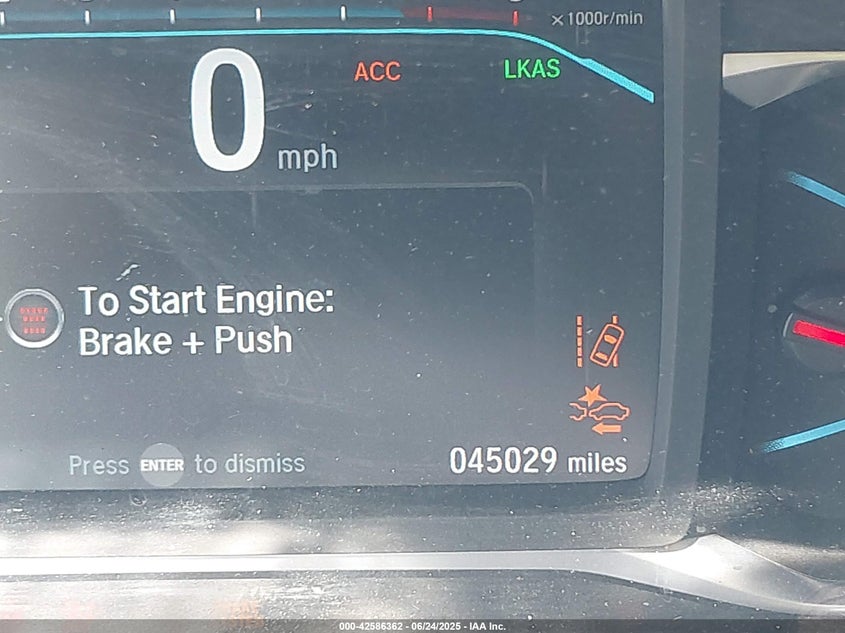 ×1000r/min
ACC
LKAS
0 mph
To Start Engine:
Brake + Push
Press ENTER to dismiss
045029 miles
000-42586362 - 06/24/2025 - IAA Inc.